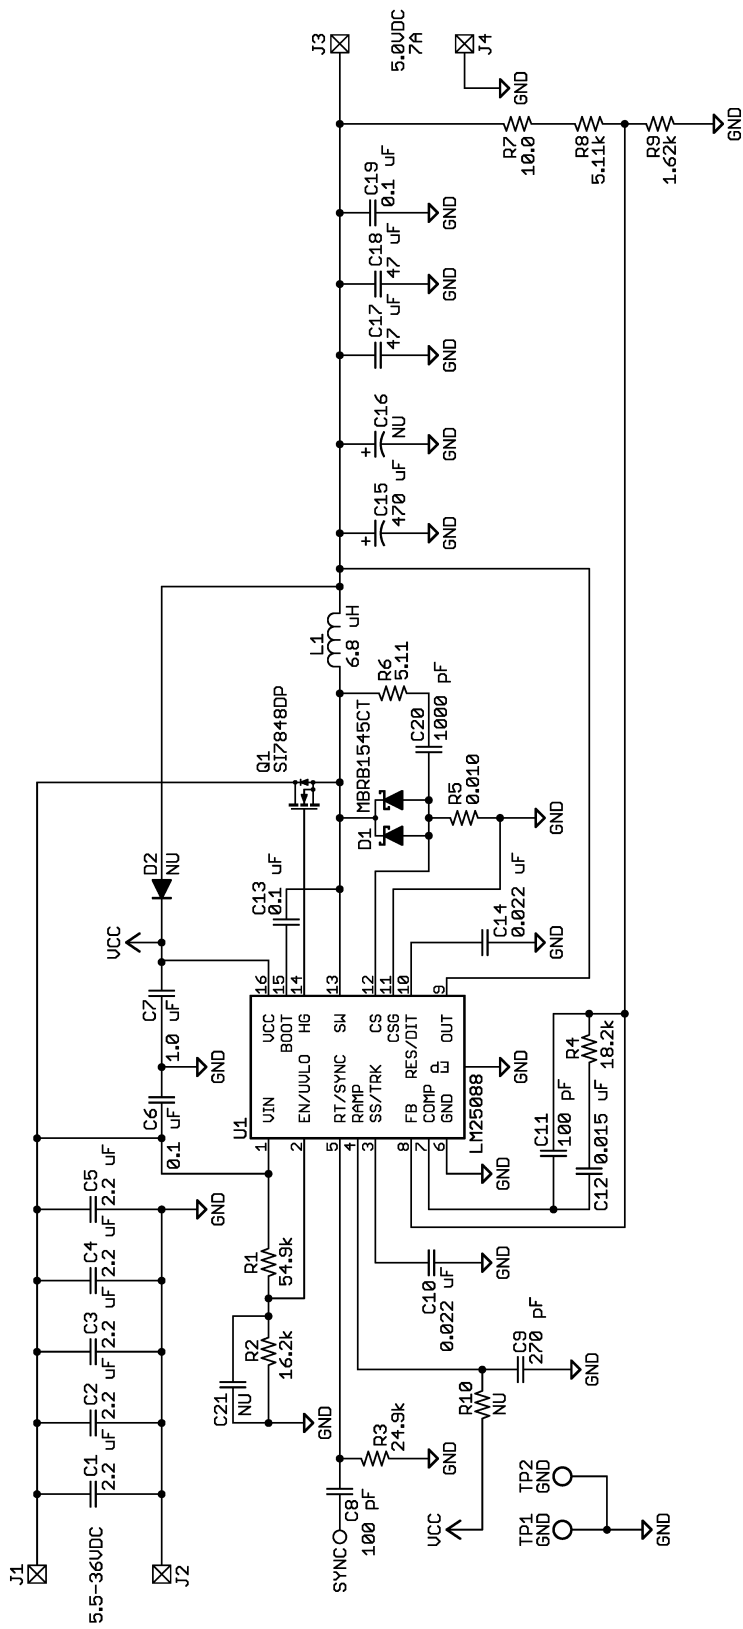 J1
5.5-36VDC
J2
C1
2.2 uF
C2
2.2 uF
C3
2.2 uF
C4
2.2 uF
C5
2.2 uF
GND
C6
0.1 uF
GND
C7
1.0 uF
VCC
D2
NU
C21
NU
R2
16.2k
R1
54.9k
GND
SYNC
C8
100 pF
R3
24.9k
GND
VCC
R10
NU
C9
270 pF
GND
TP1
GND
TP2
GND
GND
C10
0.022 uF
GND
GND
U1
LM25088
1 VIN
2 EN/UVLO
5 RT/SYNC
4 RAMP
3 SS/TRK
8 FB
7 COMP
6 GND
EP
VCC 16
BOOT 15
HG 14
SW 13
CS 12
CSG 11
RES/DIT 10
OUT 9
GND
C11
100 pF
C12
0.015 uF
R4
18.2k
C13
0.1 uF
Q1
SI7848DP
D1
MBRB1545CT
C14
0.022 uF
GND
R5
0.010
GND
C20
1000 pF
R6
5.11
L1
6.8 uH
+
C15
470 uF
GND
+
C16
NU
GND
C17
47 uF
GND
C18
47 uF
GND
C19
0.1 uF
GND
R7
10.0
R8
5.11k
R9
1.62k
GND
J3
5.0VDC
7A
J4
GND